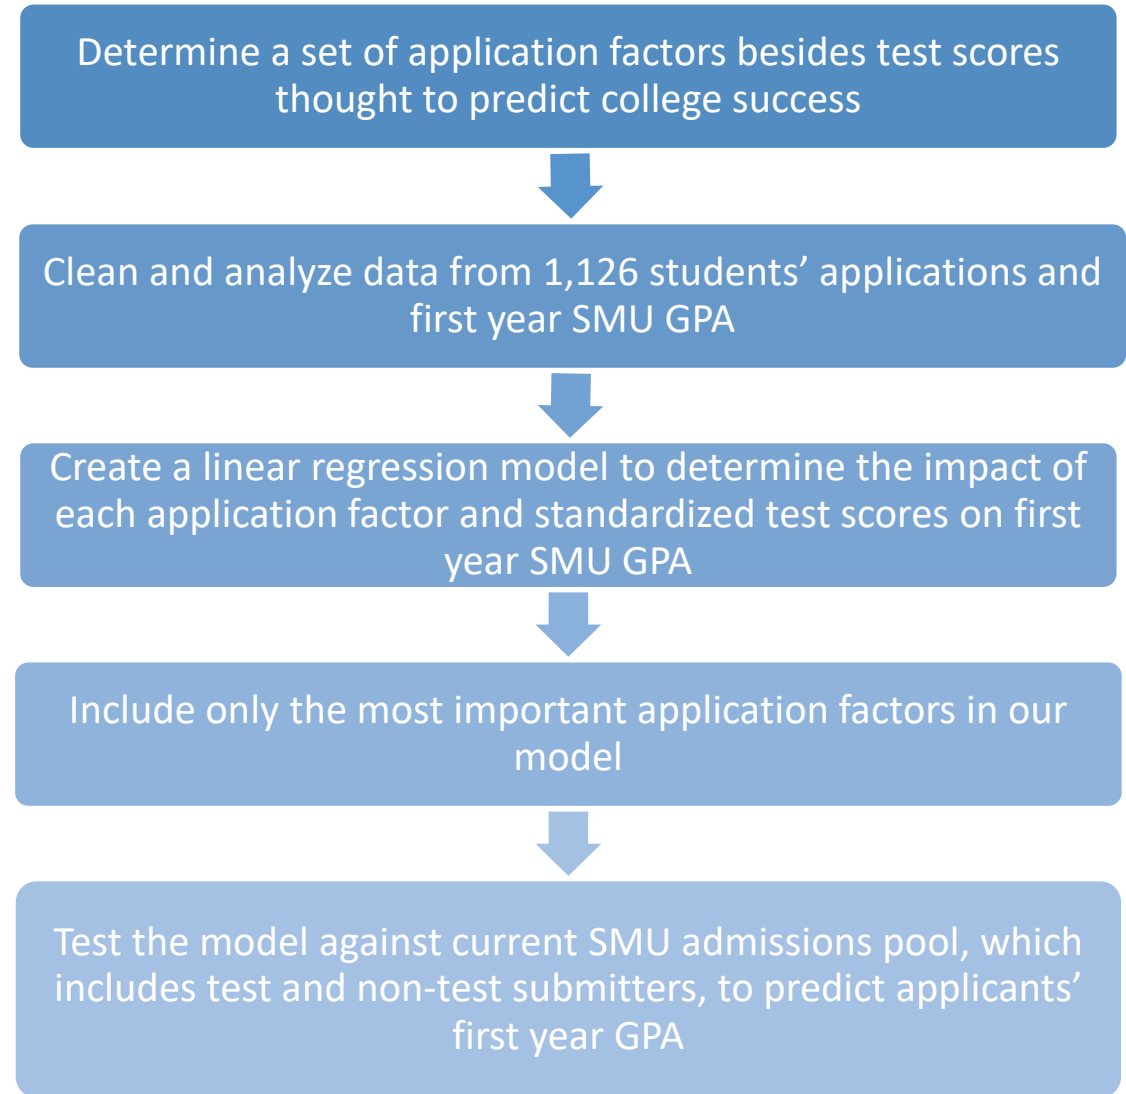 Determine a set of application factors besides test scores
thought to predict college success
Clean and analyze data from 1,126 students’ applications and
first year SMU GPA
Create a linear regression model to determine the impact of
each application factor and standardized test scores on first
year SMU GPA
Include only the most important application factors in our
model
Test the model against current SMU admissions pool, which
includes test and non-test submitters, to predict applicants’
first year GPA